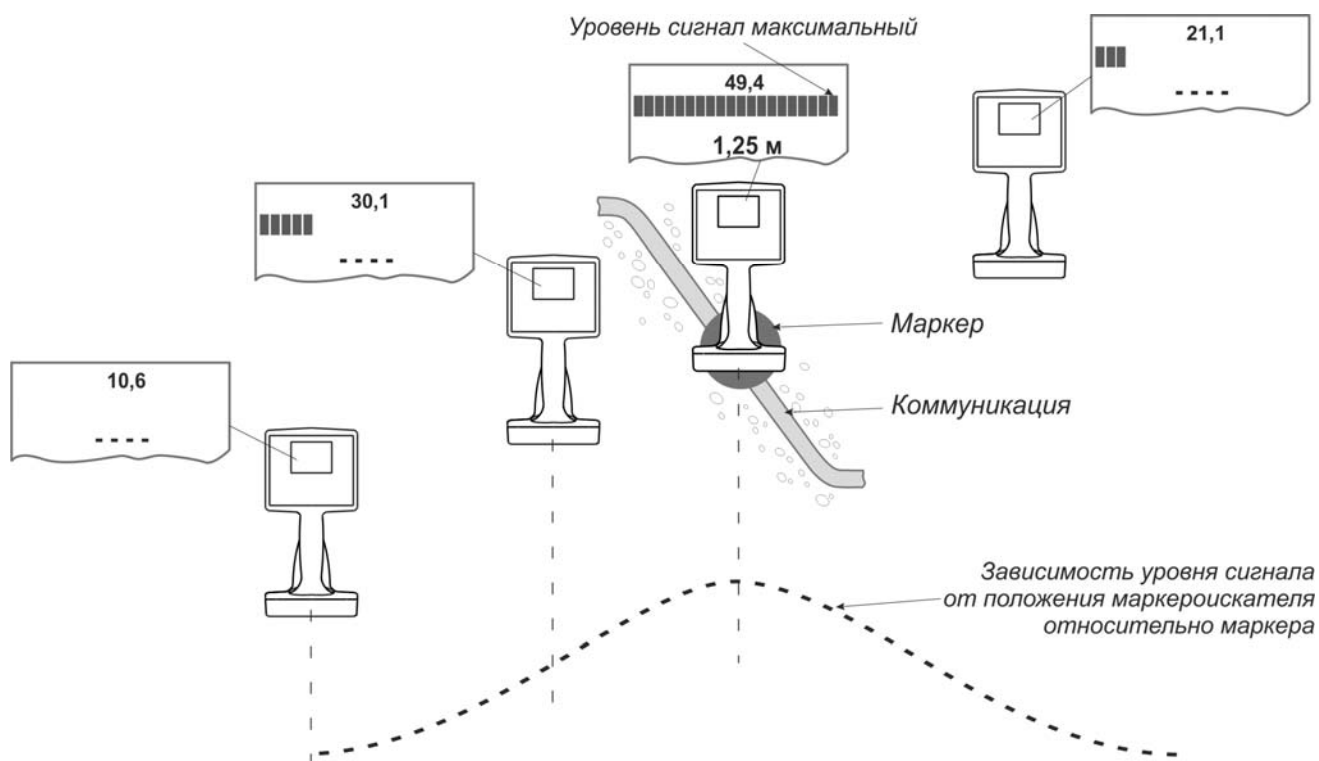 Уровень сигнал максимальный
21,1
- - - -
49,4
1,25 м
30,1
- - - -
Маркер
10,6
- - - -
Коммуникация
Зависимость уровня сигнала
от положения маркероискателя
относительно маркера